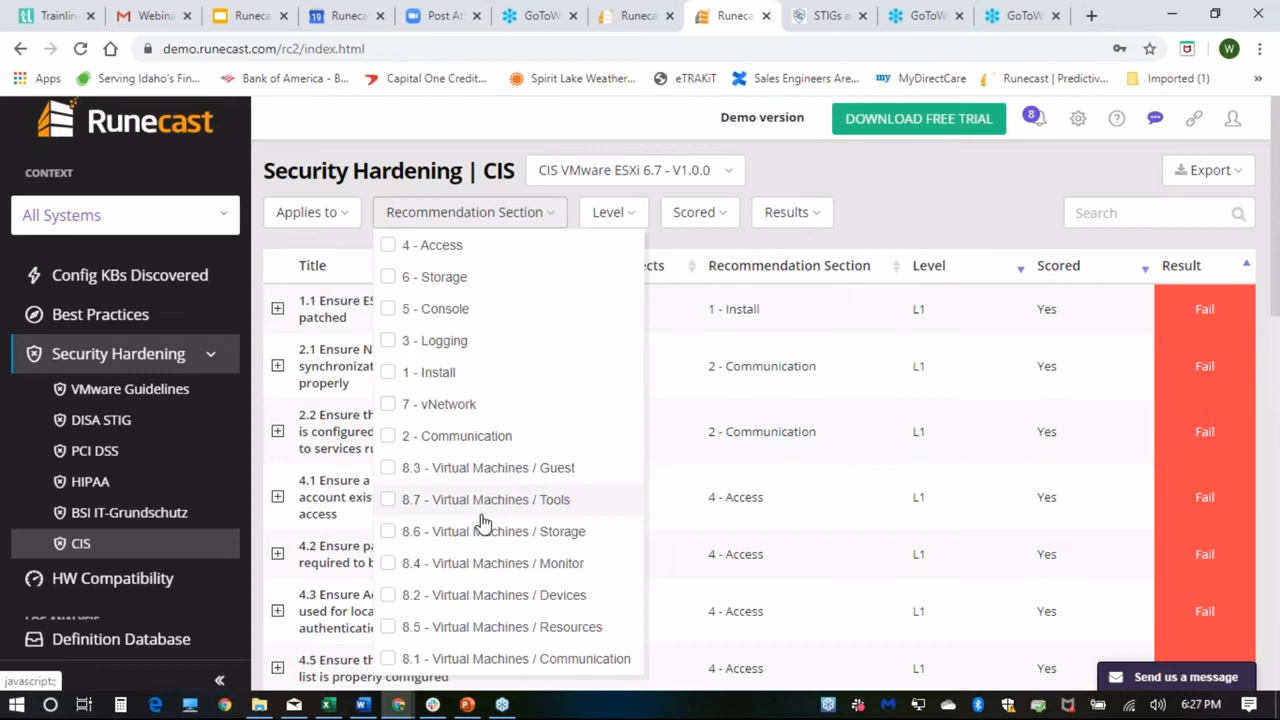 Trainline
Webina
Runeca
Runeca
Post At
GoToW
Runeca
Runeca
STIGs a
GoToW
GoToW
demo.runecast.com/rc2/index.html
W
Apps
Serving Idaho's Fin...
Bank of America - B...
Capital One Credit...
Spirit Lake Weather...
eTRAKiT
Sales Engineers Are...
my MyDirectCare
Runecast | Predictiv...
Imported (1)
»
Runecast
Demo version
DOWNLOAD FREE TRIAL
8
CONTEXT
All Systems
Config KBs Discovered
Best Practices
Security Hardening
VMware Guidelines
DISA STIG
PCI DSS
HIPAA
BSI IT-Grundschutz
CIS
HW Compatibility
LOG ANALYSIS
Definition Database
javascript:;
Security Hardening | CIS
CIS VMware ESXi 6.7 - V1.0.0
Export
Applies to
Recommendation Section
Level
Scored
Results
Search
4 - Access
6 - Storage
5 - Console
3 - Logging
1 - Install
7 - vNetwork
2 - Communication
8.3 - Virtual Machines / Guest
8.7 - Virtual Machines / Tools
8.6 - Virtual Machines / Storage
8.4 - Virtual Machines / Monitor
8.2 - Virtual Machines / Devices
8.5 - Virtual Machines / Resources
8.1 - Virtual Machines / Communication
Title
ects
Recommendation Section
Level
Scored
Result
1.1 Ensure ES
patched
1 - Install
L1
Yes
Fail
2.1 Ensure N
synchronizat
properly
2 - Communication
L1
Yes
Fail
2.2 Ensure th
is configured
to services ru
2 - Communication
L1
Yes
Fail
4.1 Ensure a
account exis
access
4 - Access
L1
Yes
Fail
4.2 Ensure pa
required to b
4 - Access
L1
Yes
Fail
4.3 Ensure Ac
used for loca
authenticatio
4 - Access
L1
Yes
Fail
4.5 Ensure th
list is properly configured
4 - Access
L1
Yes
Send us a message
6:27 PM